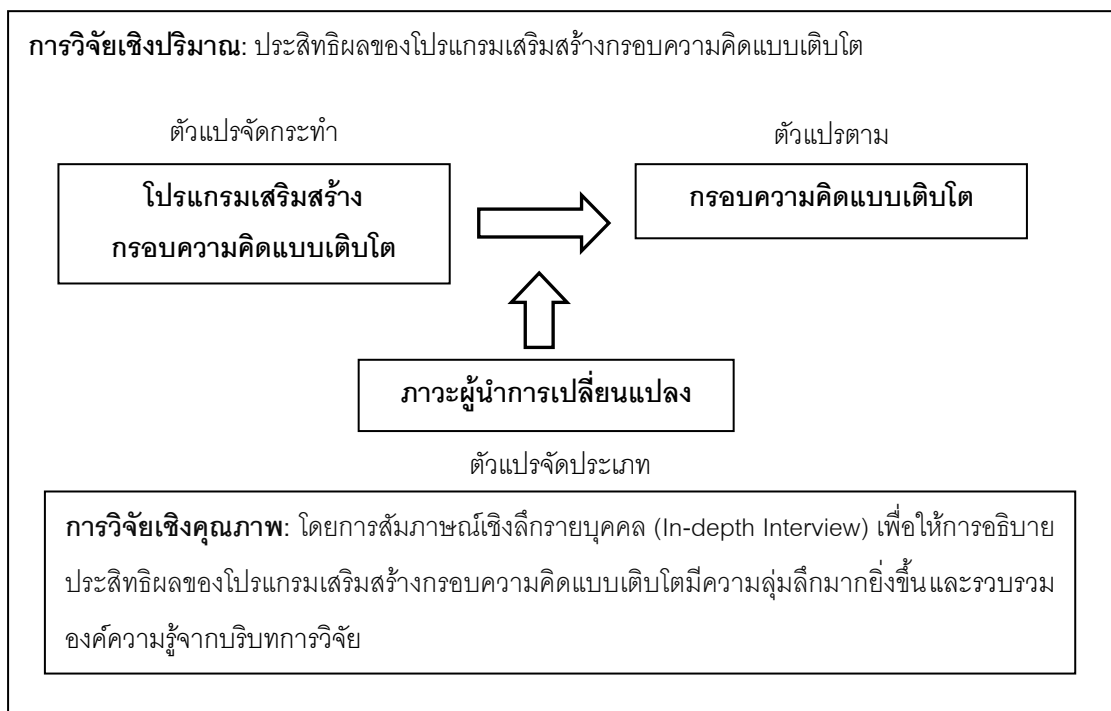 การวิจัยเชิงปริมาณ: ประสิทธิผลของโปรแกรมเสริมสร้างกรอบความคิดแบบเติบโต
ตัวแปรจัดกระทำ
ตัวแปรตาม
โปรแกรมเสริมสร้าง
กรอบความคิดแบบเติบโต
กรอบความคิดแบบเติบโต
ภาวะผู้นำการเปลี่ยนแปลง
ตัวแปรจัดประเภท
การวิจัยเชิงคุณภาพ: โดยการสัมภาษณ์เชิงลึกรายบุคคล (In-depth Interview) เพื่อให้การอธิบาย
ประสิทธิผลของโปรแกรมเสริมสร้างกรอบความคิดแบบเติบโตมีความลุ่มลึกมากยิ่งขึ้นและรวบรวม
องค์ความรู้จากบริบทการวิจัย